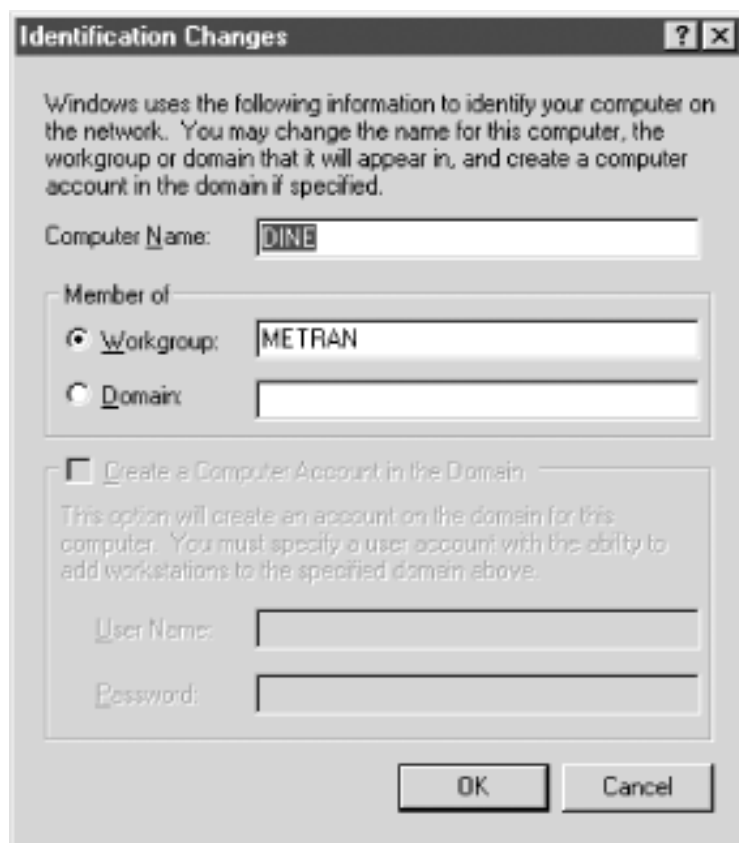 Identification Changes
Windows uses the following information to identify your computer on
the network. You may change the name for this computer, the
workgroup or domain that it will appear in, and create a computer
account in the domain if specified.
Computer Name: DINE
Member of
Workgroup: METRAN
Domain:
Create a Computer Account in the Domain
This option will create an account on the domain for this
computer. You must specify a user account with the abilty to
add workstations to the specified domain above.
User Name:
Password:
OK Cancel